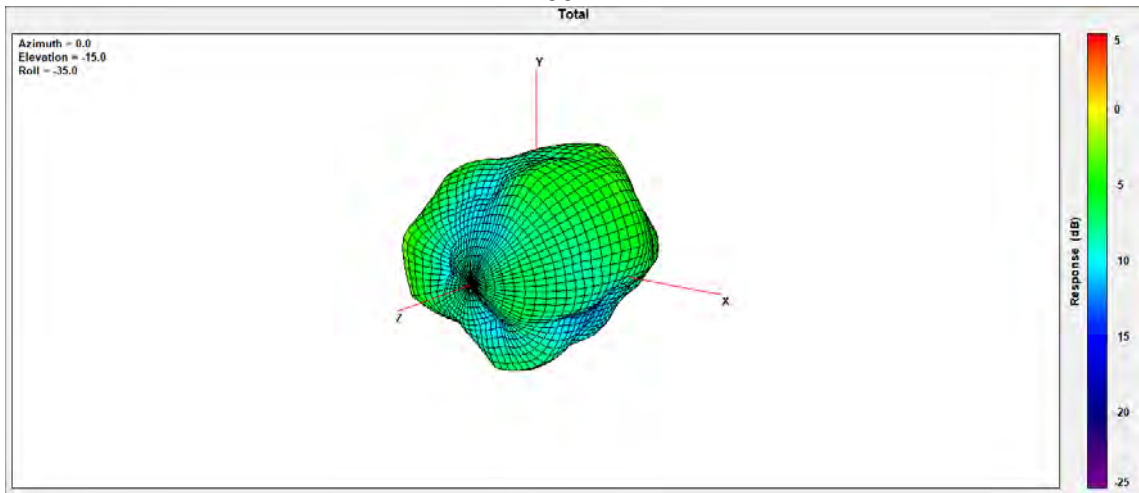 Total
Azimuth = 0.0
Elevation = -15.0
Roll = -35.0
Y
X
Z
5
0
-5
10
15
-20
-25
Response (dB)